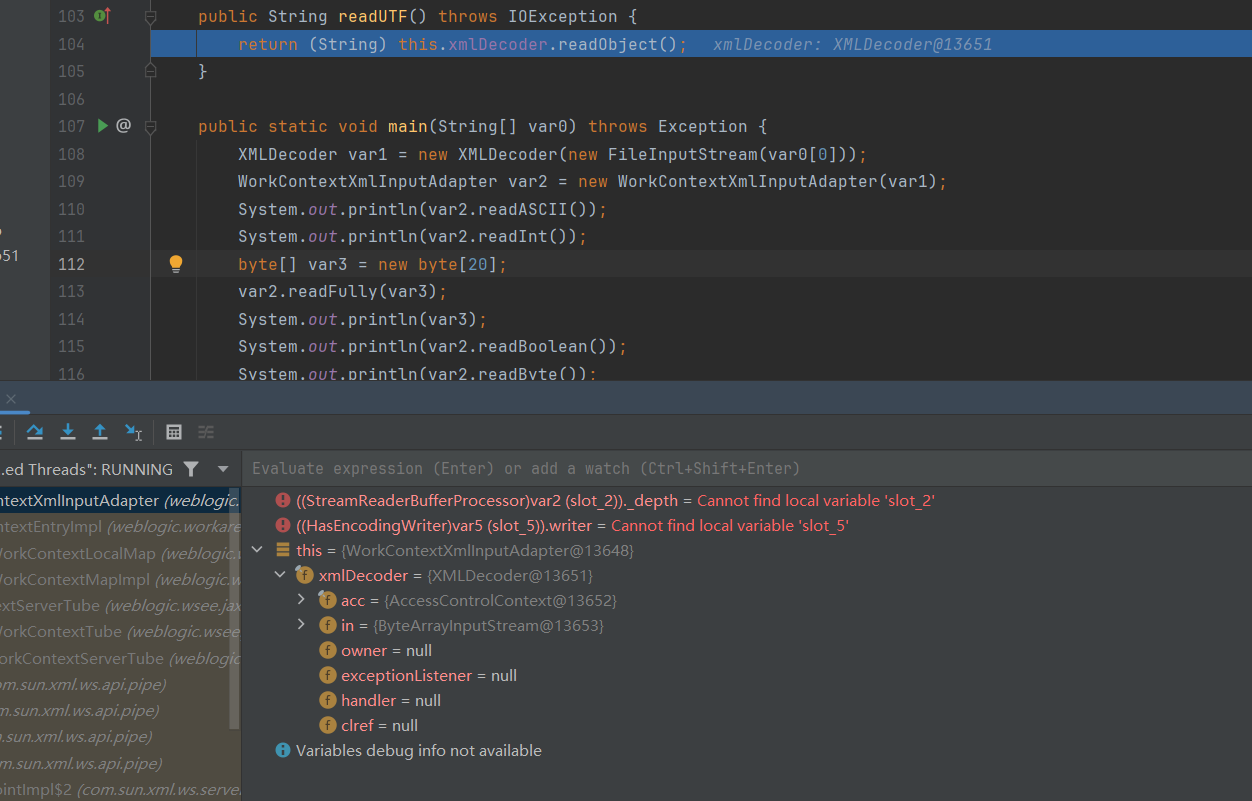 103 public String readUTF() throws IOException {
104 return (String) this.xmlDecoder.readObject(); xmlDecoder: XMLDecoder@13651
105 }
106
107 @ public static void main(String[] var0) throws Exception {
108 XMLDecoder var1 = new XMLDecoder(new FileInputStream(var0[0]));
109 WorkContextXmlInputAdapter var2 = new WorkContextXmlInputAdapter(var1);
110 System.out.println(var2.readASCII());
111 System.out.println(var2.readInt());
651
112 byte[] var3 = new byte[20];
113 var2.readFully(var3);
114 System.out.println(var3);
115 System.out.println(var2.readBoolean());
116 System.out.println(var2.readByte());
...ed Threads": RUNNING
Evaluate expression (Enter) or add a watch (Ctrl+Shift+Enter)
ntextXmlInputAdapter (weblogic.
ntextEntryImpl (weblogic.workare
WorkContextLocalMap (weblogic.w
WorkContextMapImpl (weblogic.w
extServerTube (weblogic.wsee.jax
WorkContextTube (weblogic.wsee
orkContextServerTube (weblogic
om.sun.xml.ws.api.pipe)
m.sun.xml.ws.api.pipe)
.sun.xml.ws.api.pipe)
om.sun.xml.ws.api.pipe)
ointImpl$2 (com.sun.xml.ws.serve
((StreamReaderBufferProcessor)var2 (slot_2))._depth = Cannot find local variable 'slot_2'
((HasEncodingWriter)var5 (slot_5)).writer = Cannot find local variable 'slot_5'
this = {WorkContextXmlInputAdapter@13648}
xmlDecoder = {XMLDecoder@13651}
acc = {AccessControlContext@13652}
in = {ByteArrayInputStream@13653}
owner = null
exceptionListener = null
handler = null
clref = null
Variables debug info not available